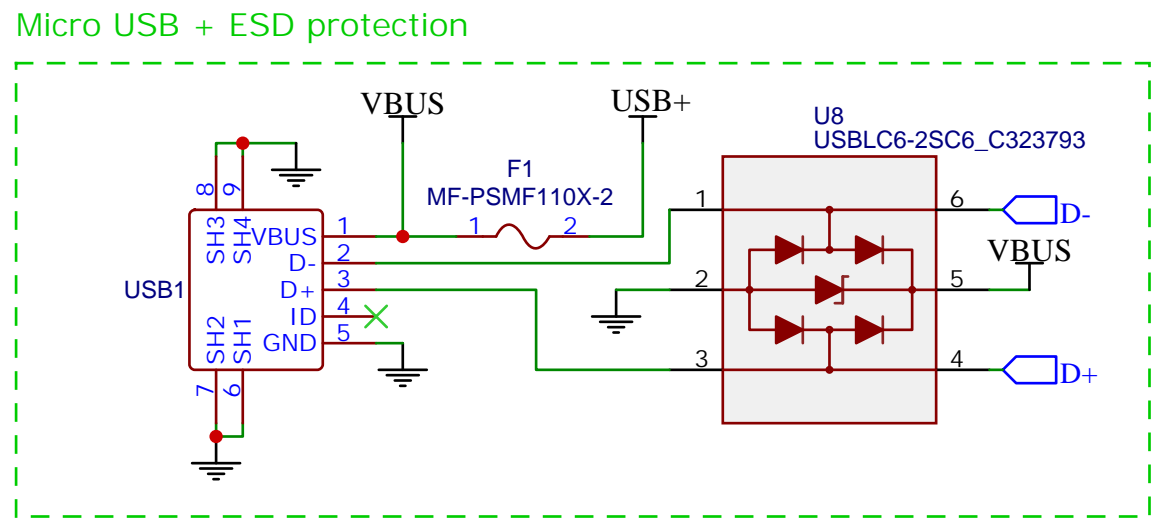 Micro USB + ESD protection
VBUS
USB+
U8
USBLC6-2SC6_C323793
F1
MF-PSMF110X-2
8
9
SH3
SH4
VBUS
1
1
2
D-
2
D+
3
ID
4
GND
5
USB1
SH2
SH1
7
6
1
6
D-
VBUS
2
5
3
4
D+